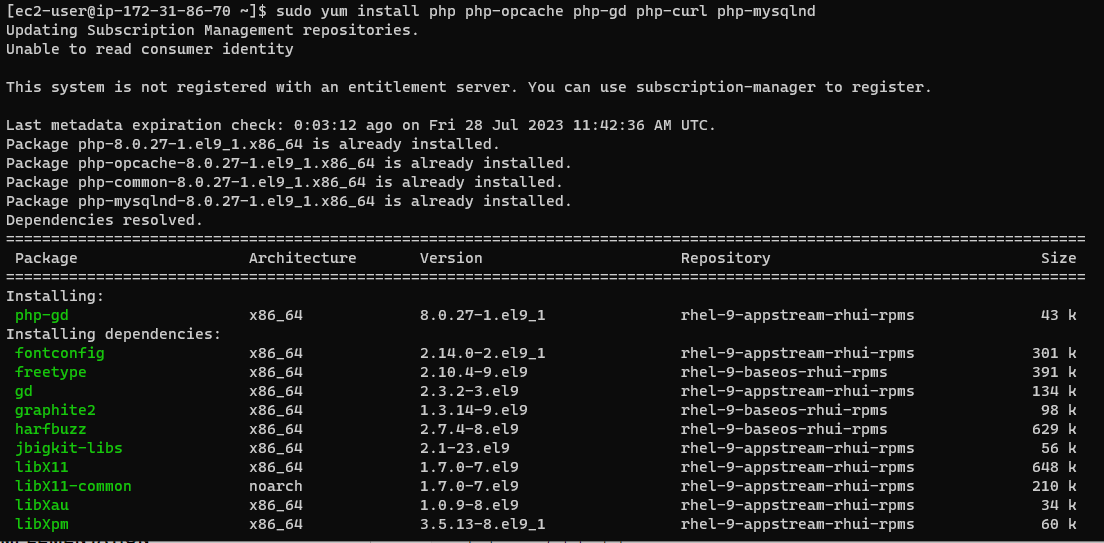 [ec2-user@ip-172-31-86-70 ~]$ sudo yum install php php-opcache php-gd php-curl php-mysqlnd
Updating Subscription Management repositories.
Unable to read consumer identity
This system is not registered with an entitlement server. You can use subscription-manager to register.
Last metadata expiration check: 0:03:12 ago on Fri 28 Jul 2023 11:42:36 AM UTC.
Package php-8.0.27-1.el9_1.x86_64 is already installed.
Package php-opcache-8.0.27-1.el9_1.x86_64 is already installed.
Package php-common-8.0.27-1.el9_1.x86_64 is already installed.
Package php-mysqlnd-8.0.27-1.el9_1.x86_64 is already installed.
Dependencies resolved.
Package Architecture Version Repository Size
Installing:
php-gd x86_64 8.0.27-1.el9_1 rhel-9-appstream-rhui-rpms 43 k
Installing dependencies:
fontconfig x86_64 2.14.0-2.el9_1 rhel-9-appstream-rhui-rpms 301 k
freetype x86_64 2.10.4-9.el9 rhel-9-baseos-rhui-rpms 391 k
gd x86_64 2.3.2-3.el9 rhel-9-appstream-rhui-rpms 134 k
graphite2 x86_64 1.3.14-9.el9 rhel-9-baseos-rhui-rpms 98 k
harfbuzz x86_64 2.7.4-8.el9 rhel-9-baseos-rhui-rpms 629 k
jbigkit-libs x86_64 2.1-23.el9 rhel-9-appstream-rhui-rpms 56 k
libX11 x86_64 1.7.0-7.el9 rhel-9-appstream-rhui-rpms 648 k
libX11-common noarch 1.7.0-7.el9 rhel-9-appstream-rhui-rpms 210 k
libXau x86_64 1.0.9-8.el9 rhel-9-appstream-rhui-rpms 34 k
libXpm x86_64 3.5.13-8.el9_1 rhel-9-appstream-rhui-rpms 60 k